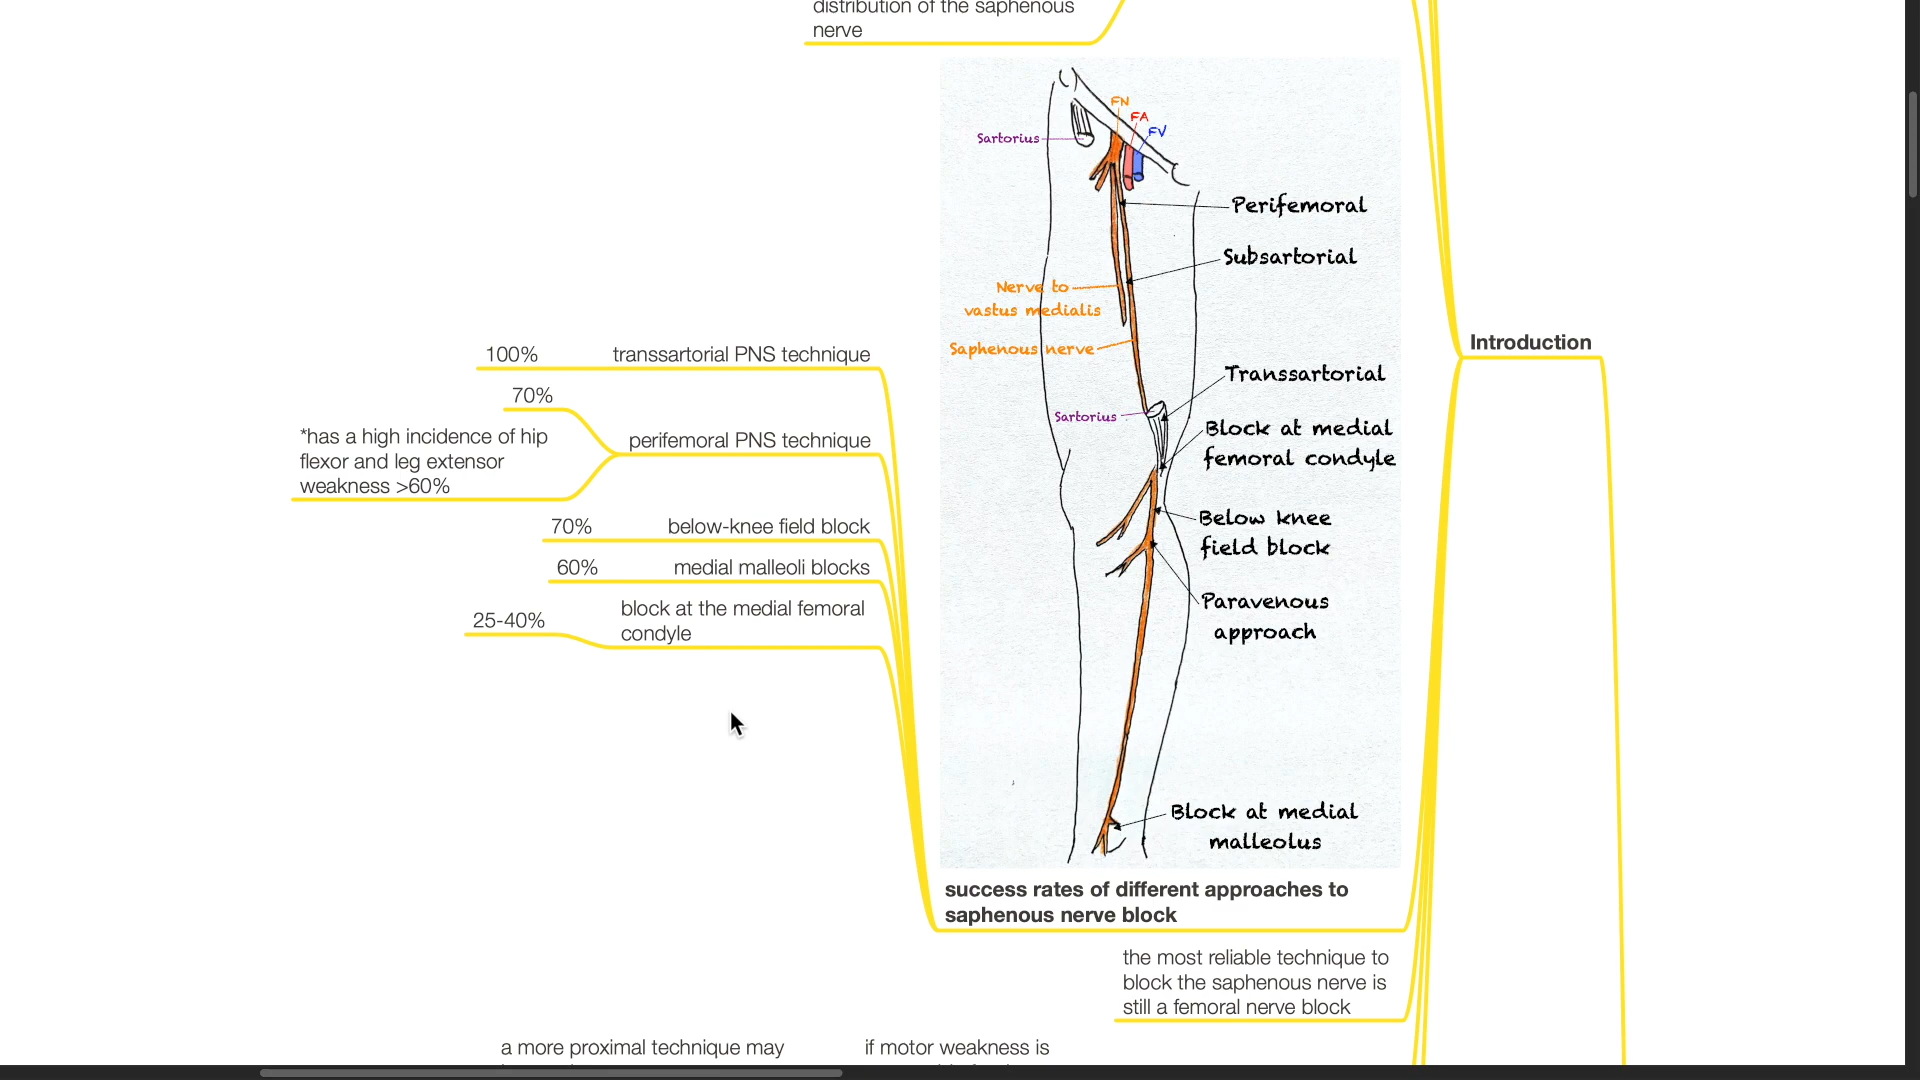 distribution of the saphenous
nerve
FN
FA
FV
Sartorius
Perifemoral
Subsartorial
Nerve to
vastus medialis
Saphenous nerve
Transsartorial
Sartorius
Block at medial
femoral condyle
Below knee
field block
Paravenous
approach
Block at medial
malleolus
Introduction
100%
transsartorial PNS technique
70%
*has a high incidence of hip
flexor and leg extensor
weakness >60%
perifemoral PNS technique
70%
below-knee field block
60%
medial malleoli blocks
25-40%
block at the medial femoral
condyle
success rates of different approaches to
saphenous nerve block
the most reliable technique to
block the saphenous nerve is
still a femoral nerve block
a more proximal technique may
if motor weakness is